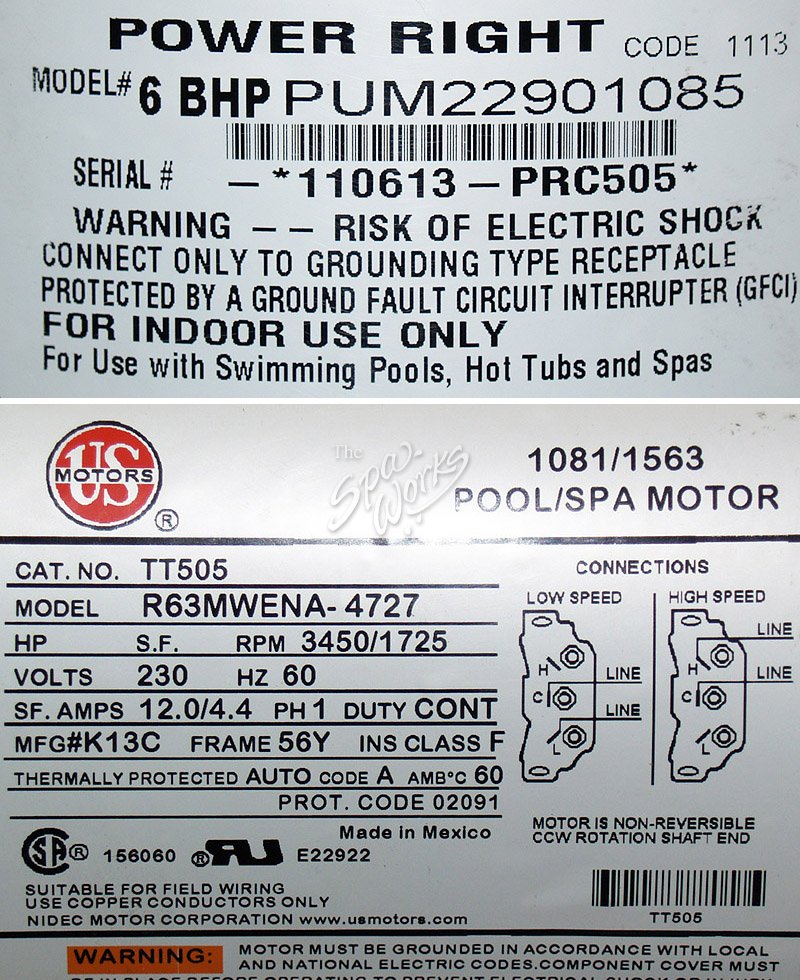 POWER RIGHT CODE 1113
MODEL# 6 BHP PUM22901085
SERIAL # – *110613 – PRC505*
WARNING – – RISK OF ELECTRIC SHOCK
CONNECT ONLY TO GROUNDING TYPE RECEPTACLE
PROTECTED BY A GROUND FAULT CIRCUIT INTERRUPTER (GFCI)
FOR INDOOR USE ONLY
For Use with Swimming Pools, Hot Tubs and Spas
US
MOTORS
®
The
Spa
Works
1081/1563
POOL/SPA MOTOR
CAT. NO. TT505
MODEL R63MWENA- 4727
HP S.F. RPM 3450/1725
VOLTS 230 HZ 60
SF. AMPS 12.0/4.4 PH 1 DUTY CONT
MFG#K13C FRAME 56Y INS CLASS F
THERMALLY PROTECTED AUTO CODE A AMB°C 60
PROT. CODE 02091
CONNECTIONS
LOW SPEED HIGH SPEED
H C L LINE LINE
H C L LINE LINE
MOTOR IS NON-REVERSIBLE
CCW ROTATION SHAFT END
Made in Mexico
SA ® 156060 ® RU E22922
SUITABLE FOR FIELD WIRING
USE COPPER CONDUCTORS ONLY
NIDEC MOTOR CORPORATION www.usmotors.com
TT505
WARNING: MOTOR MUST BE GROUNDED IN ACCORDANCE WITH LOCAL
AND NATIONAL ELECTRIC CODES. COMPONENT COVER MUST